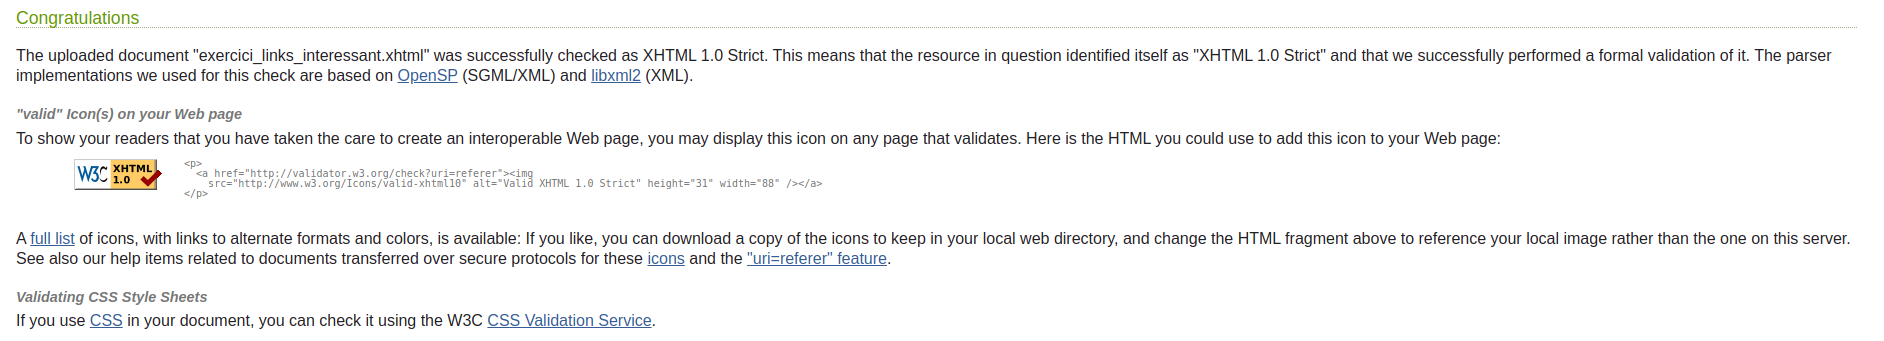 Congratulations
The uploaded document "exercici_links_interessant.xhtml" was successfully checked as XHTML 1.0 Strict. This means that the resource in question identified itself as "XHTML 1.0 Strict" and that we successfully performed a formal validation of it. The parser
implementations we used for this check are based on OpenSP (SGML/XML) and libxml2 (XML).
"valid" Icon(s) on your Web page
To show your readers that you have taken the care to create an interoperable Web page, you may display this icon on any page that validates. Here is the HTML you could use to add this icon to your Web page:
W3C XHTML 1.0
<p>
<a href="http://validator.w3.org/check?uri=referer"><img
src="http://www.w3.org/Icons/valid-xhtml10" alt="Valid XHTML 1.0 Strict" height="31" width="88" /></a>
</p>
A full list of icons, with links to alternate formats and colors, is available: If you like, you can download a copy of the icons to keep in your local web directory, and change the HTML fragment above to reference your local image rather than the one on this server.
See also our help items related to documents transferred over secure protocols for these icons and the "uri=referer" feature.
Validating CSS Style Sheets
If you use CSS in your document, you can check it using the W3C CSS Validation Service.